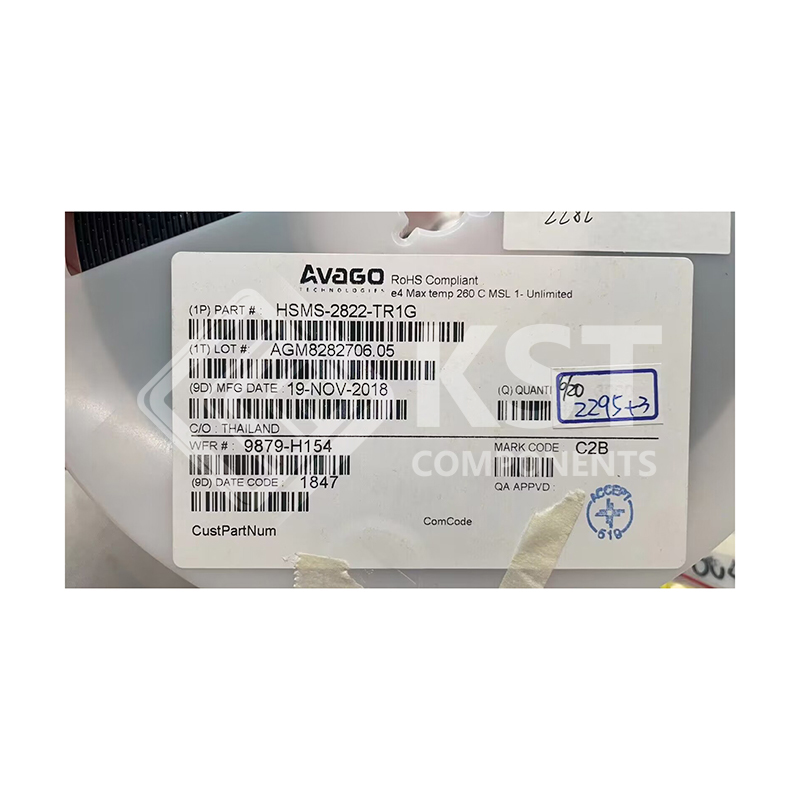 2282
AVAGO
TECHNOLOGIES
RoHS Compliant
e4 Max temp 260 C MSL 1- Unlimited
(1P) PART # : HSMS-2822-TR1G
(1T) LOT #: AGM8282706.05
(9D) MFG DATE : 19-NOV-2018
(Q) QUANTI
6/20
2295+3
C/O : THAILAND
WFR # : 9879-H154
MARK CODE C2B
(9D) DATE CODE : 1847
QA APPVD :
ACCEPT
519
ComCode
CustPartNum
KST
COMPONENTS